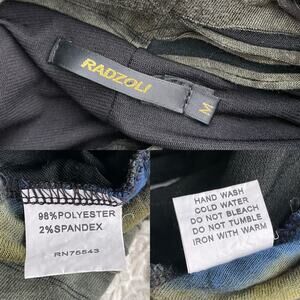 RADZOLI
M
98%POLYESTER
2%SPANDEX
RN75543
HAND WASH
COLD WATER
DO NOT BLEACH
DO NOT TUMBLE
IRON WITH WARM